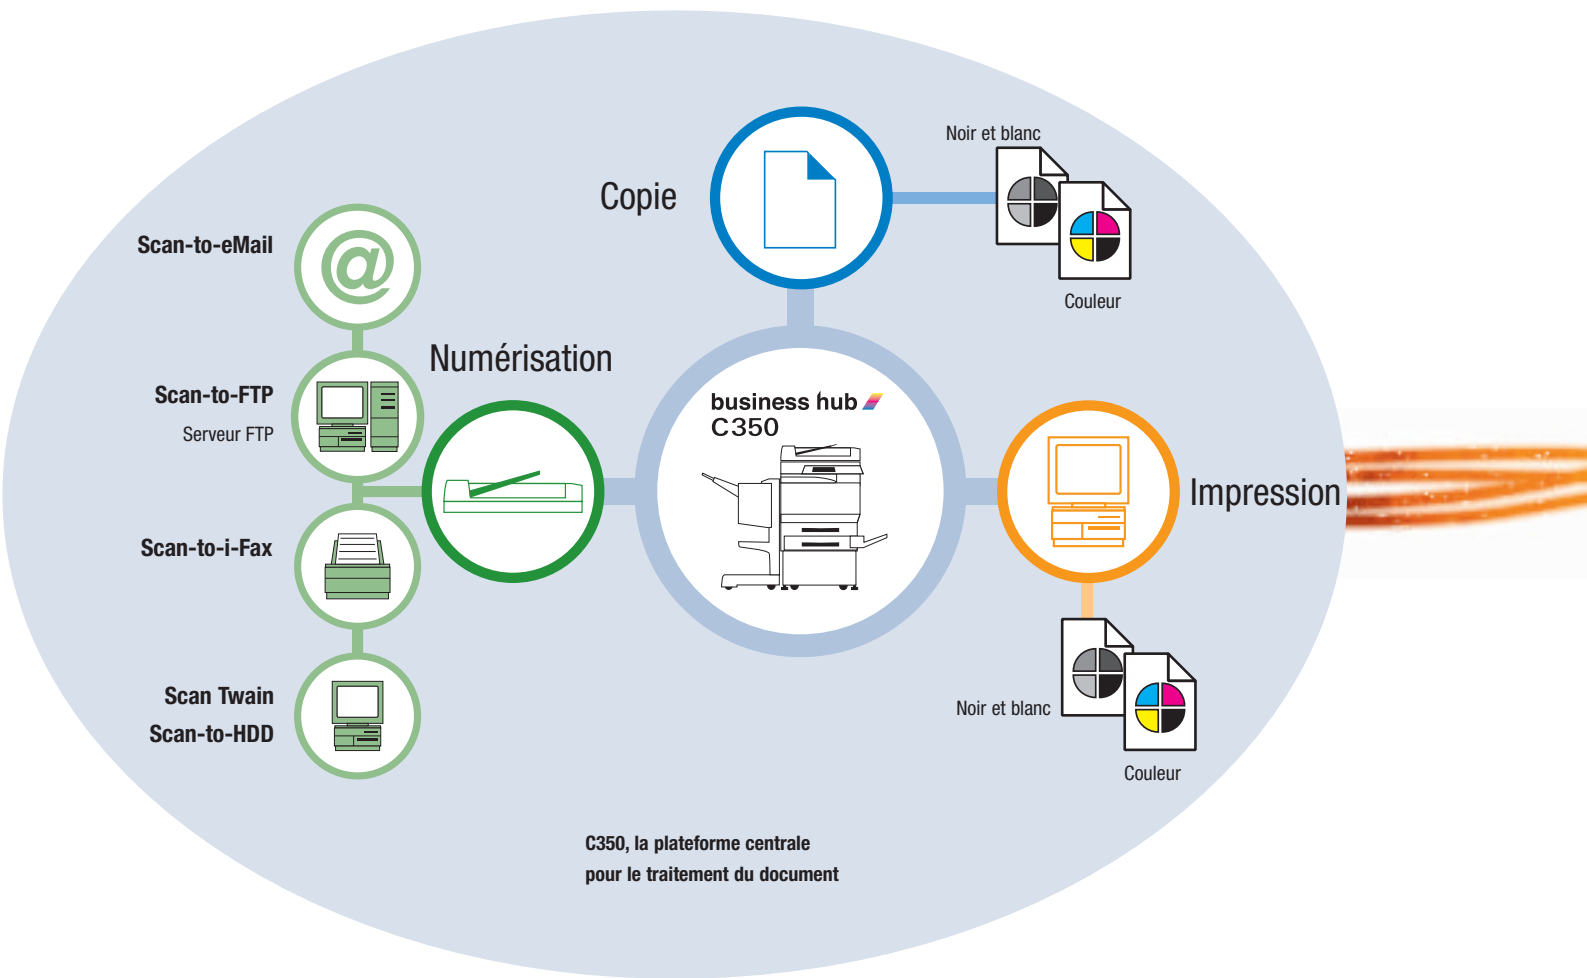 Noir et blanc
Copie
Couleur
Scan-to-eMail
Numérisation
Scan-to-FTP
Serveur FTP
business hub
C350
Impression
Scan-to-i-Fax
Scan Twain
Scan-to-HDD
Noir et blanc
Couleur
C350, la plateforme centrale
pour le traitement du document